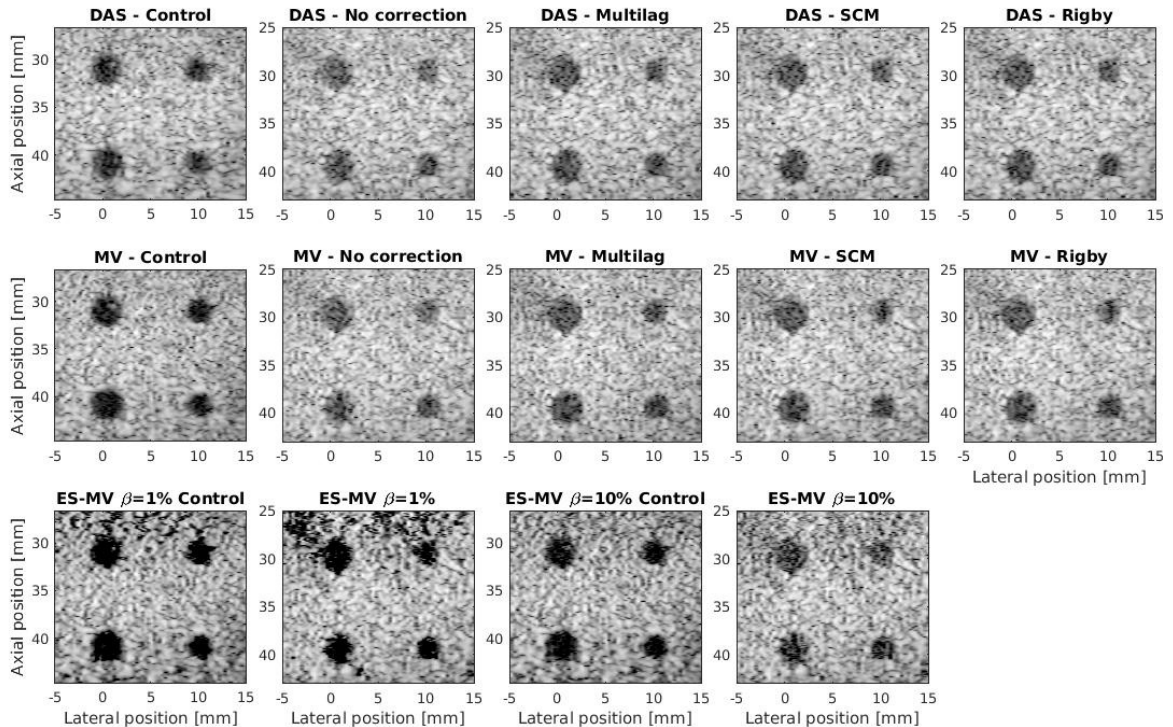 DAS - Control DAS - No correction DAS - Multilag DAS - SCM DAS - Rigby
25 25 25 25
30 30 30 30 30
35 35 35 35 35
40 40 40 40 40
Axial position [mm]
-5 0 5 10 15 -5 0 5 10 15 -5 0 5 10 15 -5 0 5 10 15 -5 0 5 10 15
MV - Control MV - No correction MV - Multilag MV - SCM MV - Rigby
25 25 25 25
30 30 30 30 30
35 35 35 35 35
40 40 40 40 40
Axial position [mm]
-5 0 5 10 15 -5 0 5 10 15 -5 0 5 10 15 -5 0 5 10 15 -5 0 5 10 15
Lateral position [mm]
ES-MV β=1% Control ES-MV β=1% ES-MV β=10% Control ES-MV β=10%
25 25
30 30 30 30
35 35 35 35
40 40 40 40
Axial position [mm]
-5 0 5 10 15 -5 0 5 10 15 -5 0 5 10 15 -5 0 5 10 15
Lateral position [mm] Lateral position [mm] Lateral position [mm] Lateral position [mm]